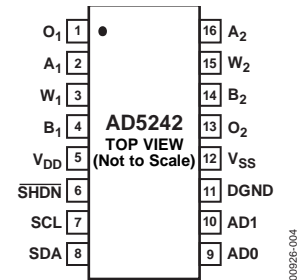 O1 1
A1 2
W1 3
B1 4
VDD 5
SHDN 6
SCL 7
SDA 8
AD5242
TOP VIEW
(Not to Scale)
16 A2
15 W2
14 B2
13 O2
12 VSS
11 DGND
10 AD1
9 AD0
00926-004